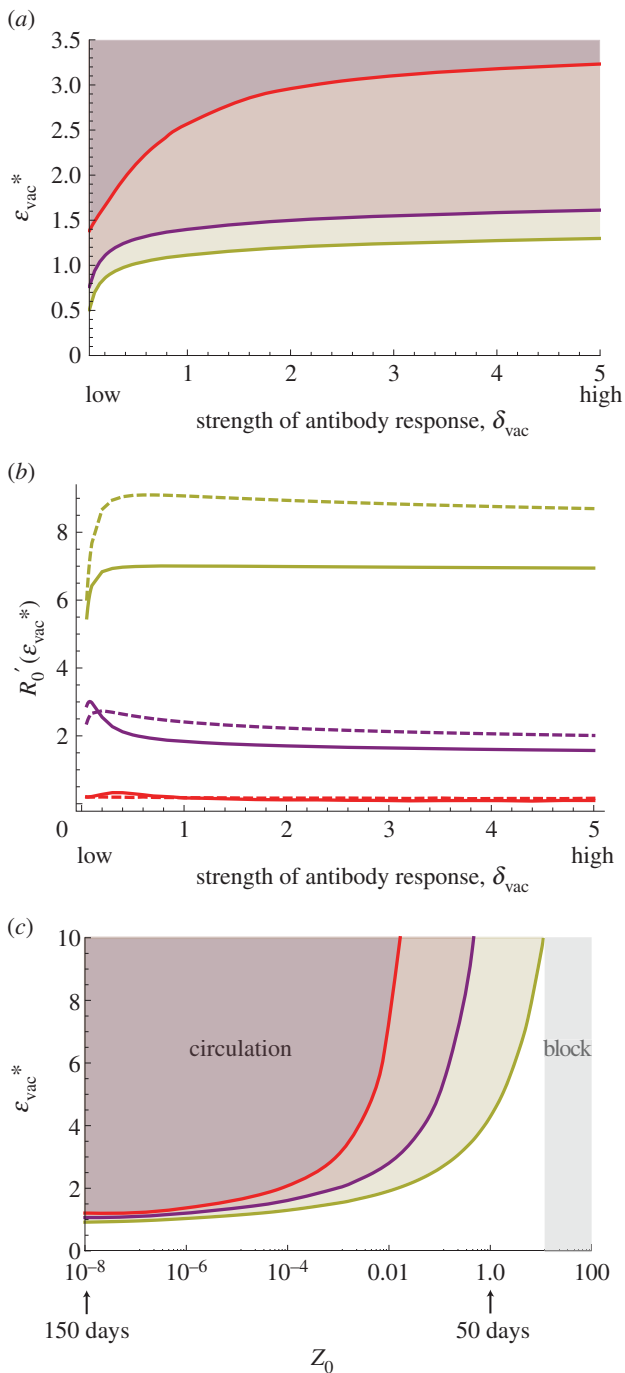 (a)
3.5
3.0
2.5
2.0
1.5
1.0
0.5
0
ε_vac*
1 2 3 4 5
low high
strength of antibody response, δ_vac
(b)
8
6
4
2
0
R_0′(ε_vac*)
1 2 3 4 5
low high
strength of antibody response, δ_vac
(c)
10
8
6
4
2
0
ε_vac*
circulation
block
10^−8 10^−6 10^−4 0.01 1.0 100
150 days 50 days
Z_0